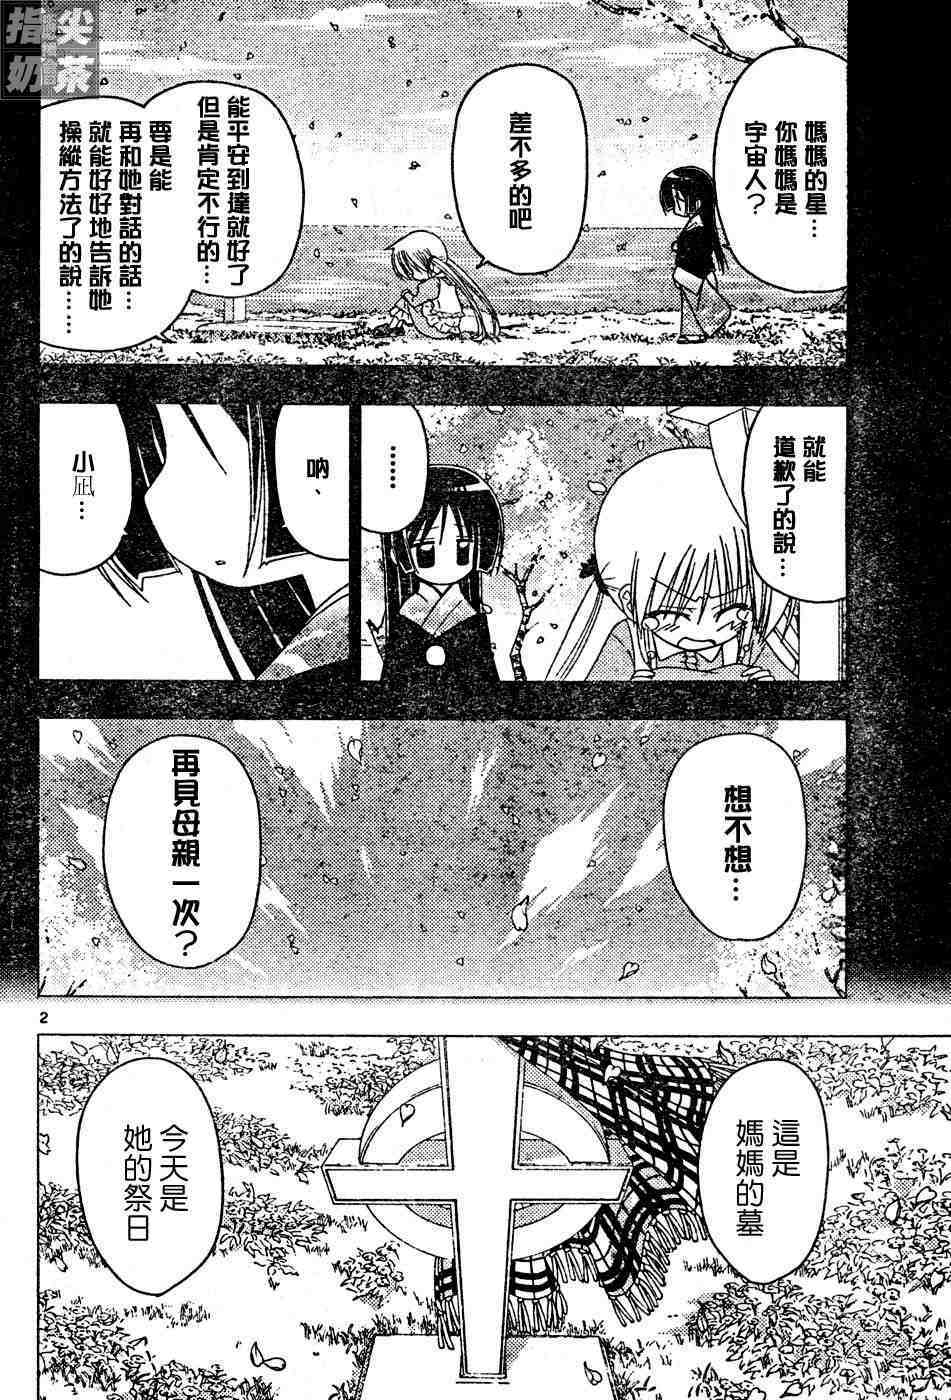 指尖
奶茶
媽媽的星…
你媽媽是
宇宙人？
差不多的吧
能平安到達就好了
但是肯定不行的…
要是能
再和她對話的話…
就能好好地告訴她
操縱方法了的說……
就能
道歉了的說…
……
吶、
小凪…
想不想…
再見母親一次？
2
這是
媽媽的墓
今天是
她的祭日